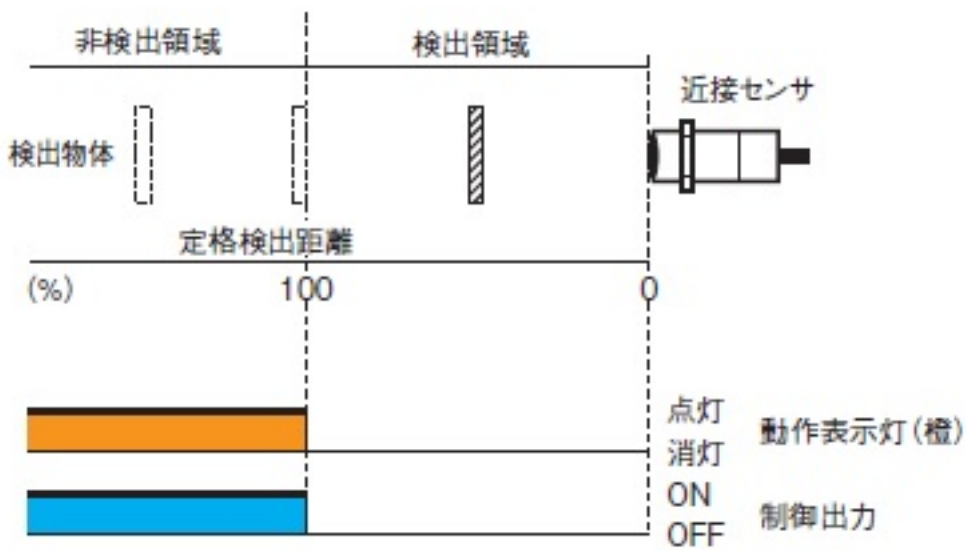 非検出領域 検出領域
近接センサ
検出物体
定格検出距離
(%) 100 0
点灯
動作表示灯(橙)
消灯
ON
制御出力
OFF